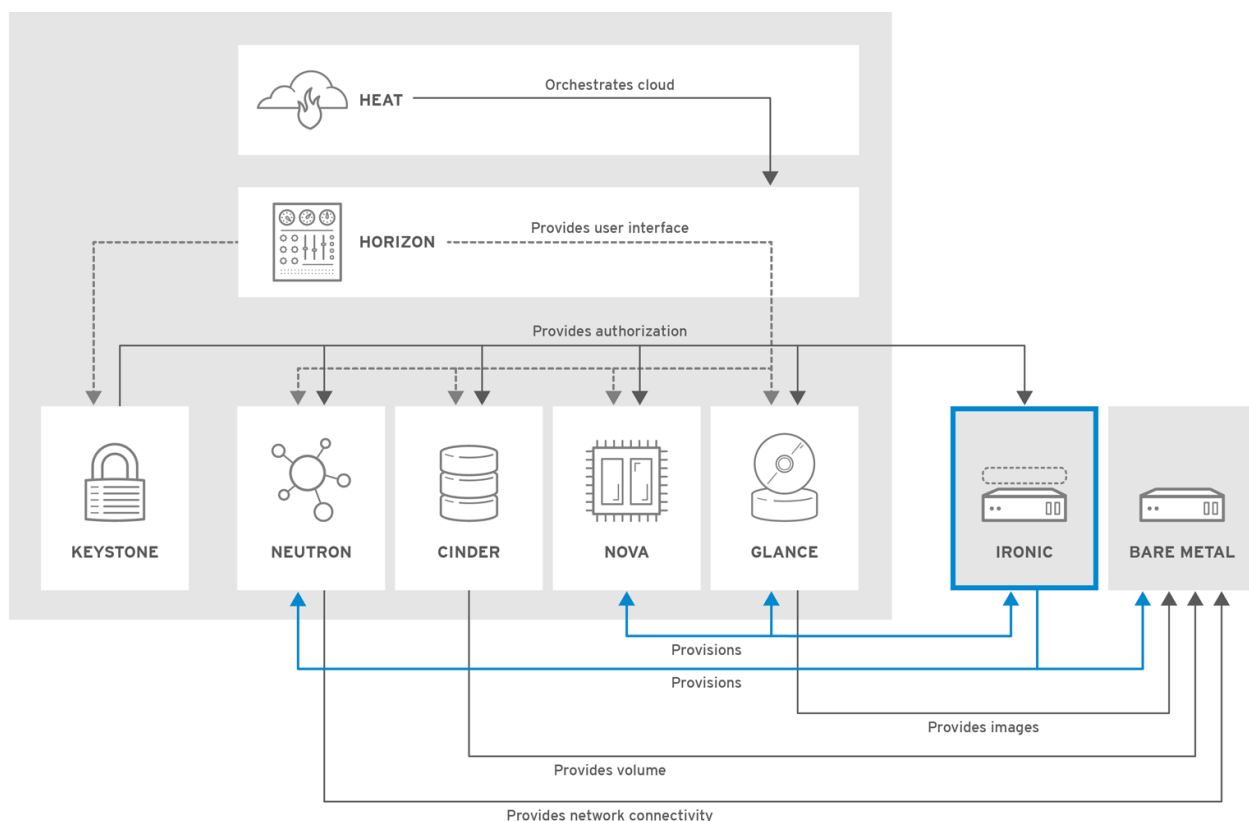 Orchestrates cloud
HEAT
Provides user interface
HORIZON
Provides authorization
KEYSTONE
NEUTRON
CINDER
NOVA
GLANCE
IRONIC
BARE METAL
Provisions
Provisions
Provides images
Provides volume
Provides network connectivity